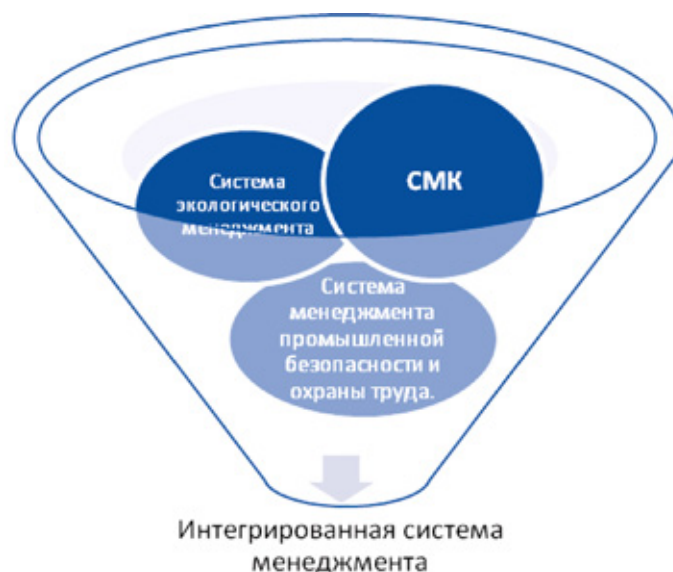 Система
экологического
менеджмента
СМК
Система
менеджмента
промышленной
безопасности и
охраны труда.
Интегрированная система
менеджмента